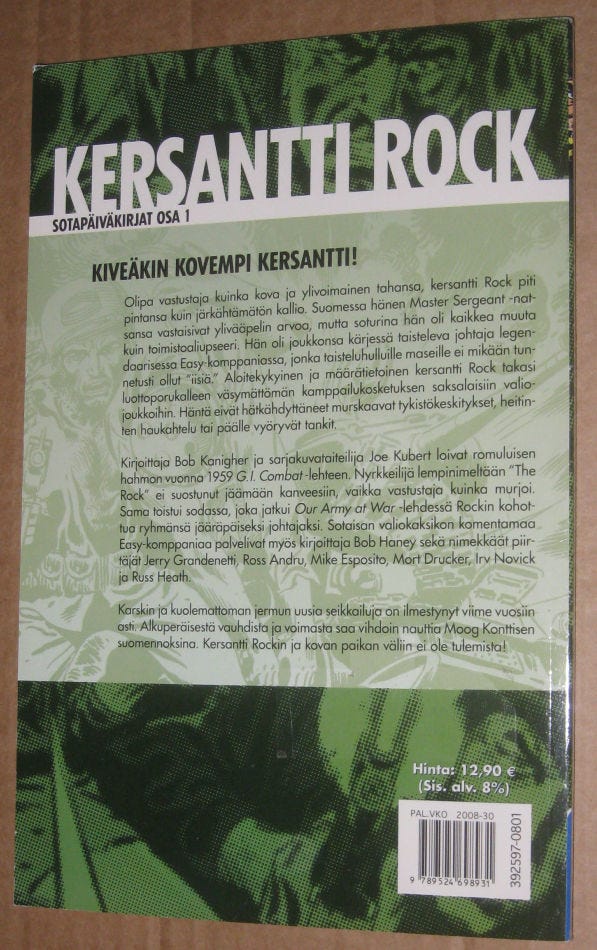 KERSANTTI ROCK
SOTAPÄIVÄKIRJAT OSA 1
KIVEÄKIN KOVEMPI KERSANTTI!
Olipa vastustaja kuinka kova ja ylivoimainen tahansa, kersantti Rock piti
pintansa kuin järkähtämätön kallio. Suomessa hänen Master Sergeant -nat-
sansa vastaisivat ylivääpelin arvoa, mutta soturina hän oli kaikkea muuta
kuin toimistoaliupseeri. Hän oli joukkonsa kärjessä taisteleva johtaja legen-
daarisessa Easy-komppaniassa, jonka taisteluhulluille maseille ei mikään tun-
netusti ollut "iisiä." Aloitekykyinen ja määrätietoinen kersantti Rock takasi
luottoporukalleen väsymättömän kamppailukosketuksen saksalaisiin valio-
joukkoihin. Häntä eivät hätkähdyttäneet murskaavat tykistökeskitykset, heitin-
ten haukahtelu tai päälle vyöryvät tankit.
Kirjoittaja Bob Kanigher ja sarjakuvataiteilija Joe Kubert loivat romuluisen
hahmon vuonna 1959 G.I. Combat -lehteen. Nyrkkeilijä lempinimeltään "The
Rock" ei suostunut jäämään kanveesiin, vaikka vastustaja kuinka murjoi.
Sama toistui sodassa, joka jatkui Our Army at War -lehdessä Rockin kohot-
tua ryhmänsä jääräpäiseksi johtajaksi. Sotaisan valiokaksikon komentamaa
Easy-komppaniaa palvelivat myös kirjoittaja Bob Haney sekä nimekkäät piir-
täjät Jerry Grandenetti, Ross Andru, Mike Esposito, Mort Drucker, Irv Novick
ja Russ Heath.
Karskin ja kuolemattoman jermun uusia seikkailuja on ilmestynyt viime vuosiin
asti. Alkuperäisestä vauhdista ja voimasta saa vihdoin nauttia Moog Konttisen
suomennoksina. Kersantti Rockin ja kovan paikan väliin ei ole tulemista!
Hinta: 12,90 €
(Sis. alv. 8%)
PAL.VKO 2008-30
9 789524 698931
392597-0801